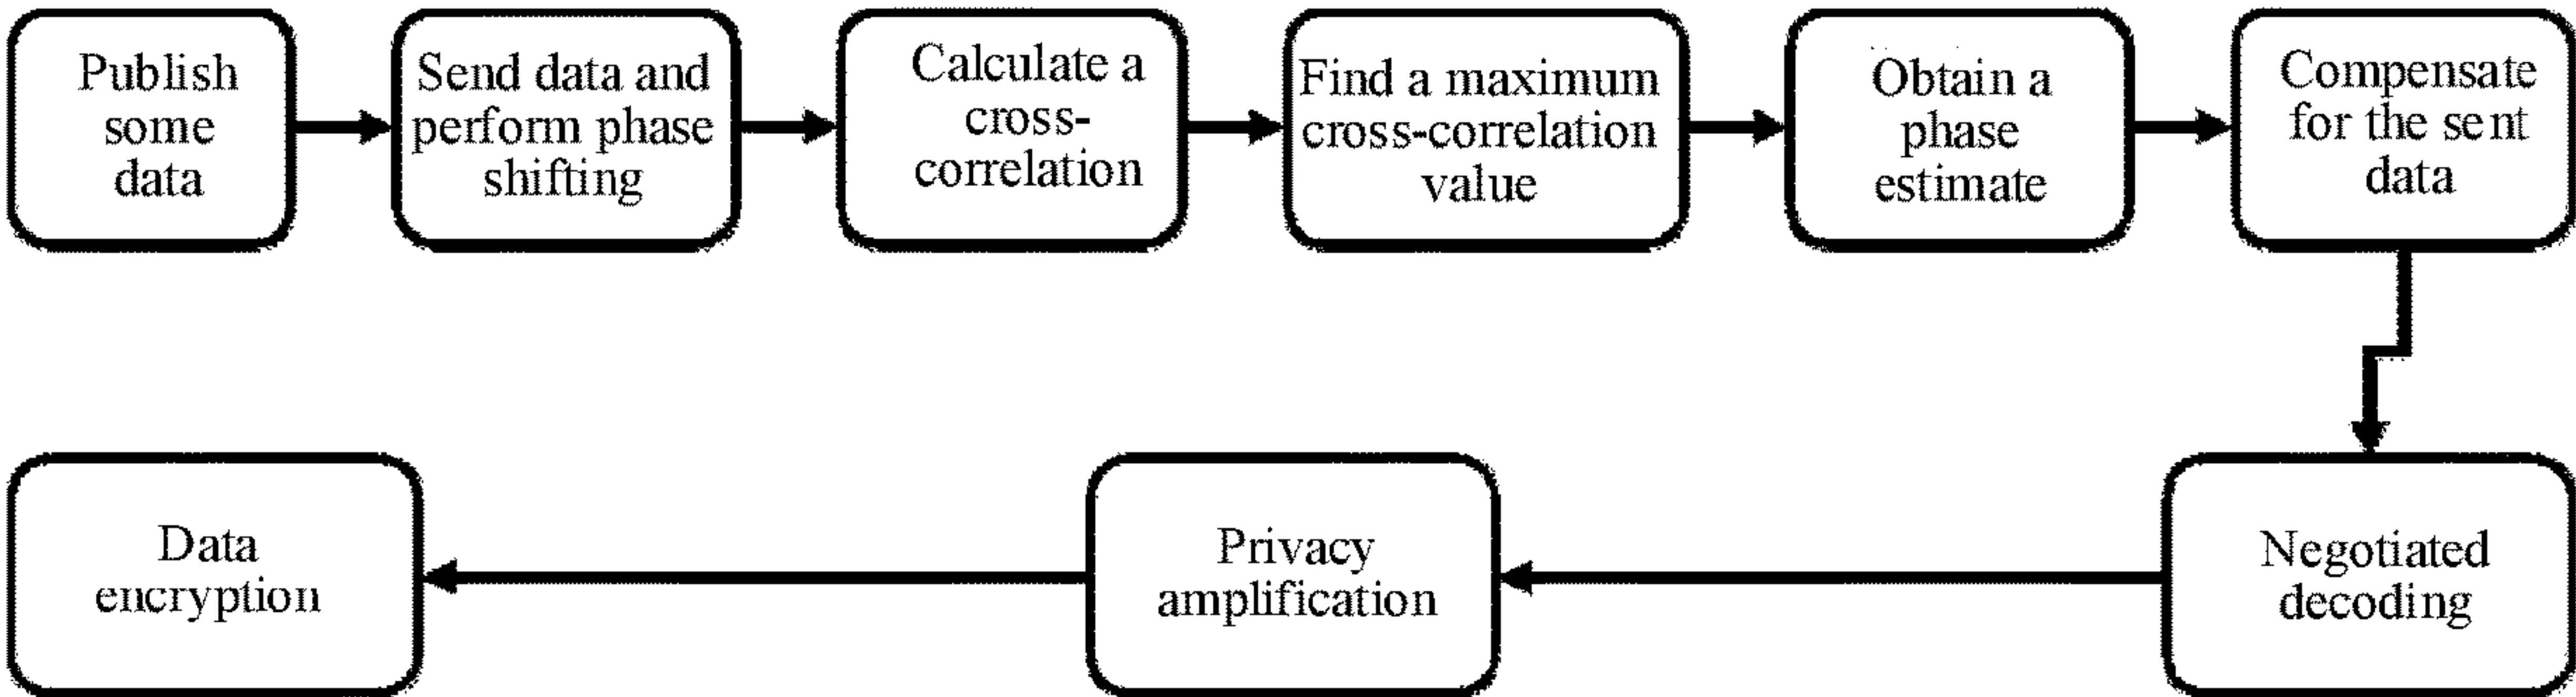 Publish
some
data
Send data and
perform phase
shifting
Calculate a
cross-
correlation
Find a maximum
cross-correlation
value
Obtain a
phase
estimate
Compensate
for the sent
data
Negotiated
decoding
Privacy
amplification
Data
encryption